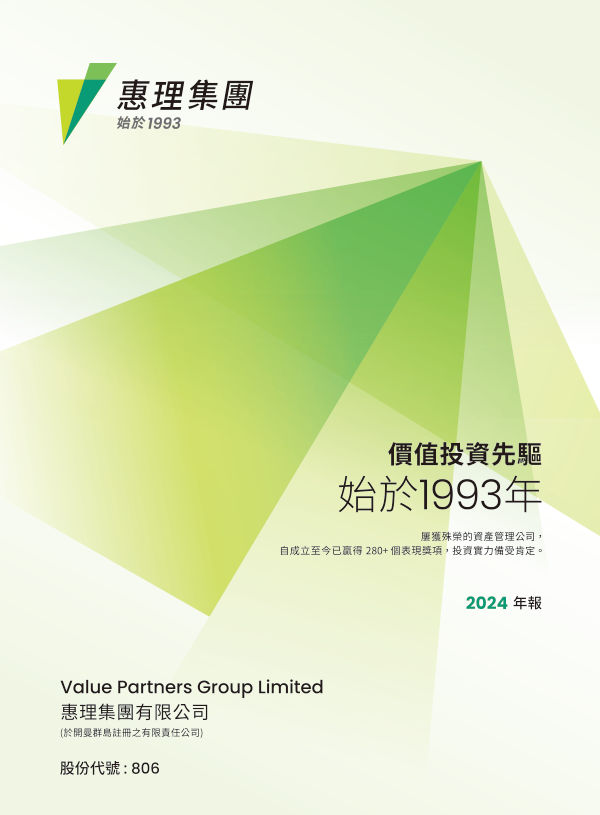 惠理集團
始於1993
價值投資先驅
始於1993年
屢獲殊榮的資產管理公司，
自成立至今已贏得 280+ 個表現獎項，投資實力備受肯定。
2024 年報
Value Partners Group Limited
惠理集團有限公司
(於開曼群島註冊之有限責任公司)
股份代號 : 806